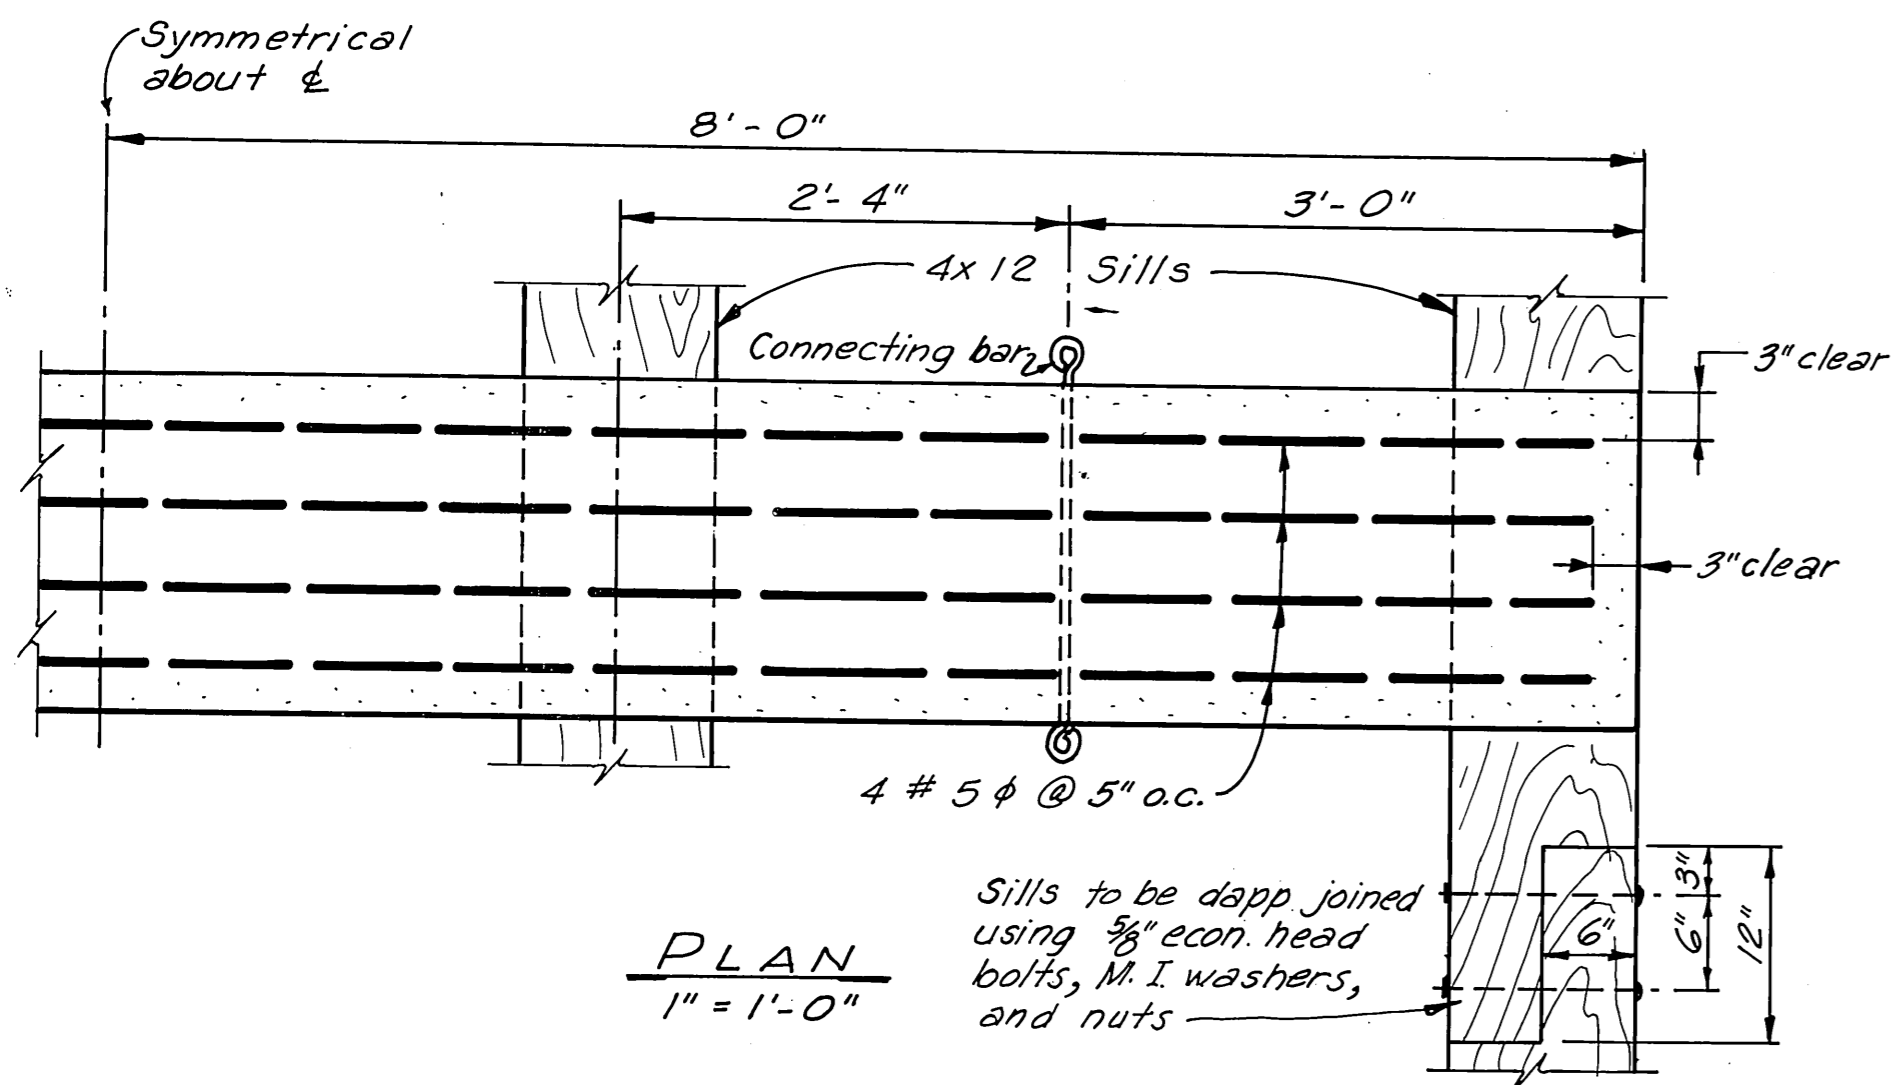 Symmetrical
about ℄
8'-0"
2'-4"
3'-0"
4x12 Sills
Connecting bar
3" clear
3" clear
4 # 5 ϕ @ 5" o.c.
Sills to be dapp joined
using 5/8" econ. head
bolts, M. I. washers,
and nuts
3"
6"
6"
12"
PLAN
1" = 1'-0"